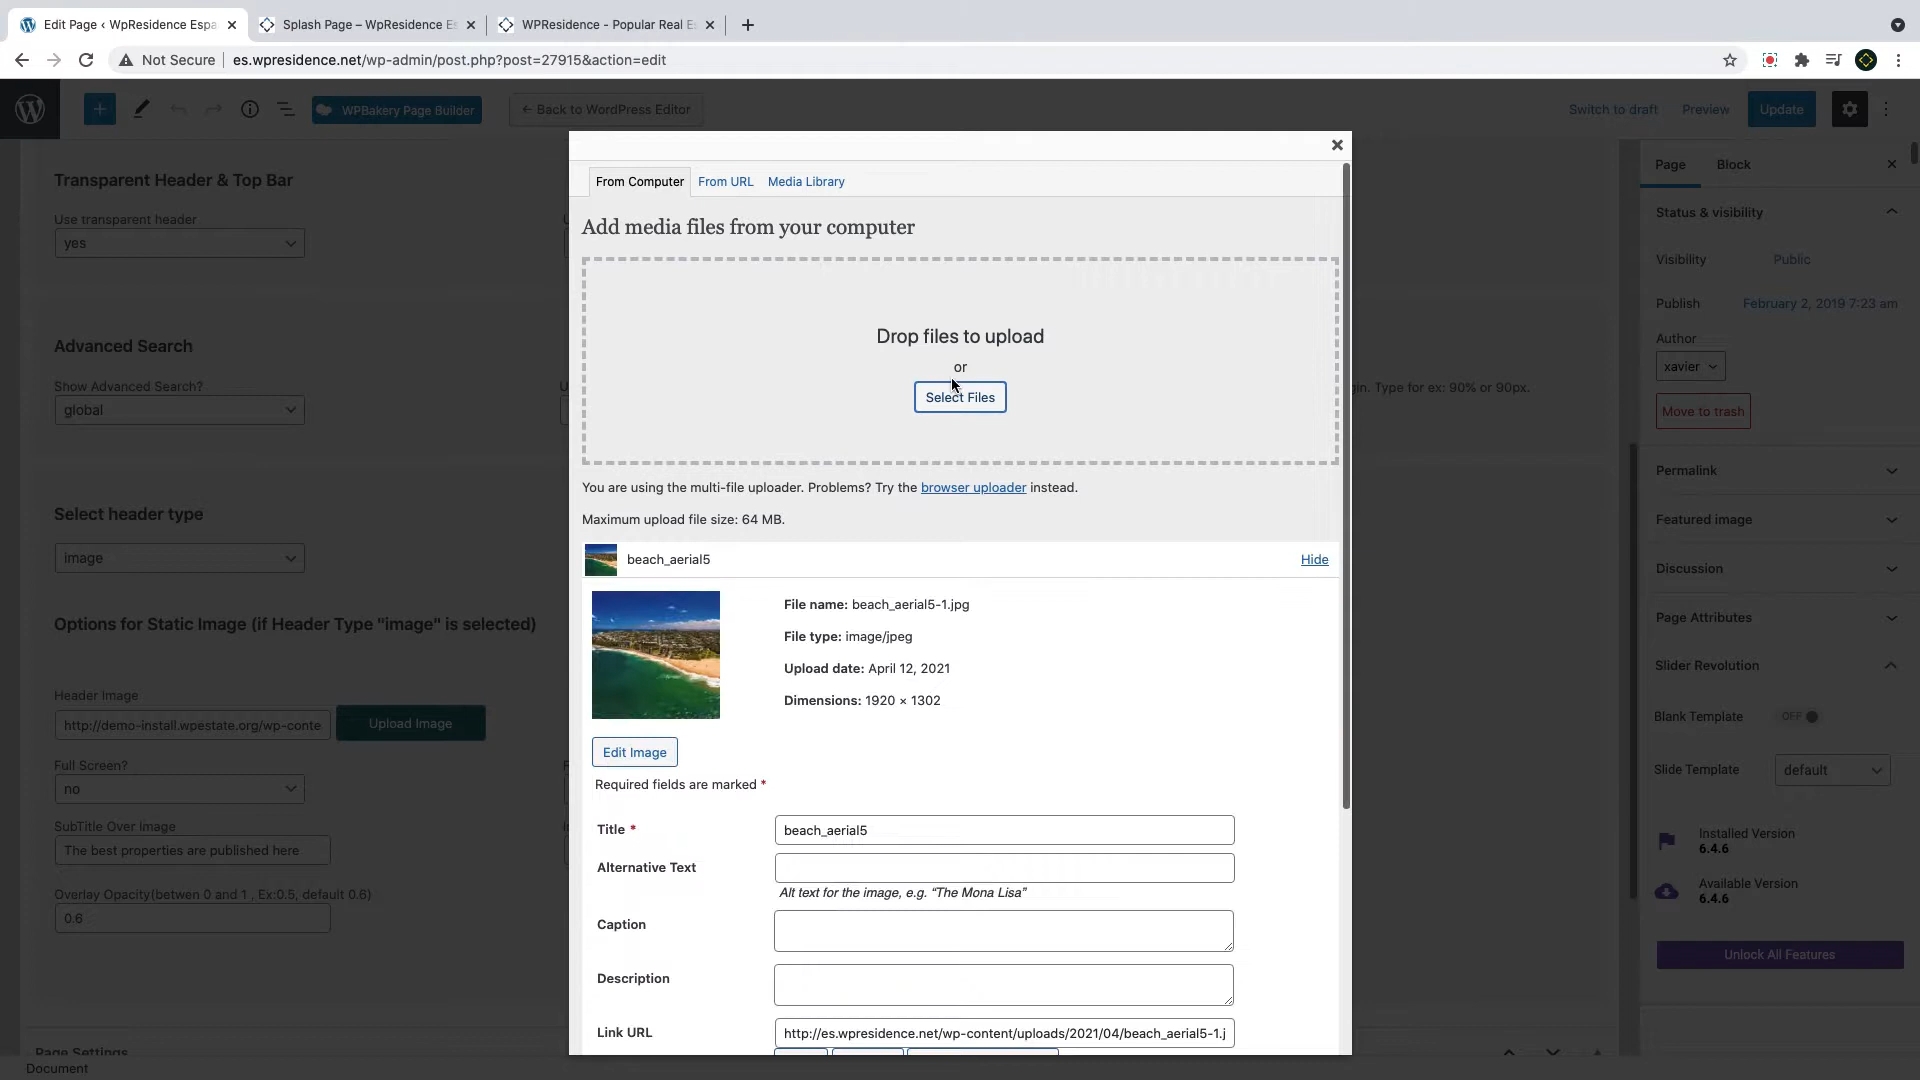 Edit Page ‹ WpResidence Espa
Splash Page – WpResidence E
WPResidence - Popular Real E
Not Secure
es.wpresidence.net/wp-admin/post.php?post=27915&action=edit
WPBakery Page Builder
← Back to WordPress Editor
Switch to draft
Preview
Update
Transparent Header & Top Bar
Use transparent header
yes
Advanced Search
Show Advanced Search?
global
gin. Type for ex: 90% or 90px.
Select header type
image
Options for Static Image (if Header Type "image" is selected)
Header Image
http://demo-install.wpestate.org/wp-conte
Upload Image
Full Screen?
no
SubTitle Over Image
The best properties are published here
Overlay Opacity(betwen 0 and 1 , Ex:0.5, default 0.6)
0.6
Page Settings
Document
From Computer
From URL
Media Library
Add media files from your computer
Drop files to upload
or
Select Files
You are using the multi-file uploader. Problems? Try the browser uploader instead.
Maximum upload file size: 64 MB.
beach_aerial5
Hide
File name: beach_aerial5-1.jpg
File type: image/jpeg
Upload date: April 12, 2021
Dimensions: 1920 × 1302
Edit Image
Required fields are marked *
Title *
beach_aerial5
Alternative Text
Alt text for the image, e.g. “The Mona Lisa”
Caption
Description
Link URL
http://es.wpresidence.net/wp-content/uploads/2021/04/beach_aerial5-1.j
Page
Block
Status & visibility
Visibility
Public
Publish
February 2, 2019 7:23 am
Author
xavier
Move to trash
Permalink
Featured image
Discussion
Page Attributes
Slider Revolution
Blank Template
OFF
Slide Template
default
Installed Version
6.4.6
Available Version
6.4.6
Unlock All Features